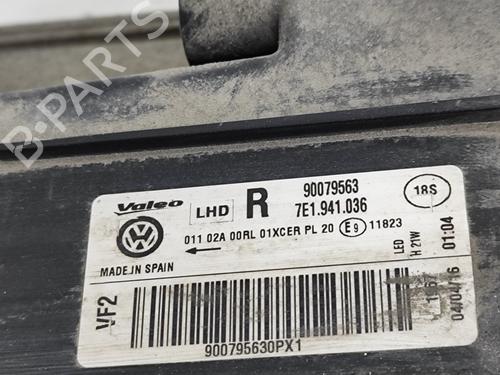 B-PARTS
Valeo LHD R 90079563 18S
7E1.941.036
011 02A 00RL 01XCER PL 20 E9 11823
MADE IN SPAIN
LED
H 21W
04/04/16 01:04
VF2
900795630PX1